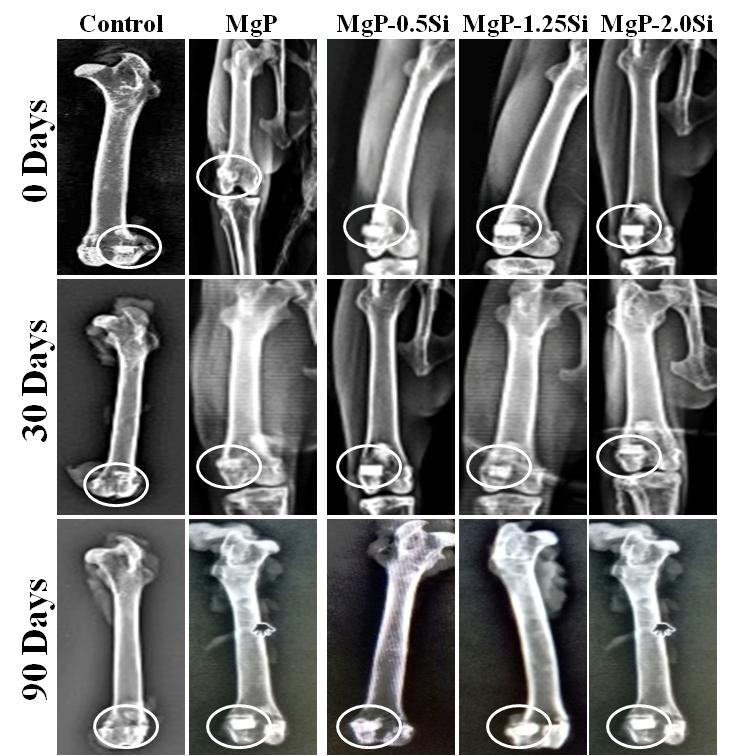 Control MgP MgP-0.5Si MgP-1.25Si MgP-2.0Si
0 Days
30 Days
90 Days